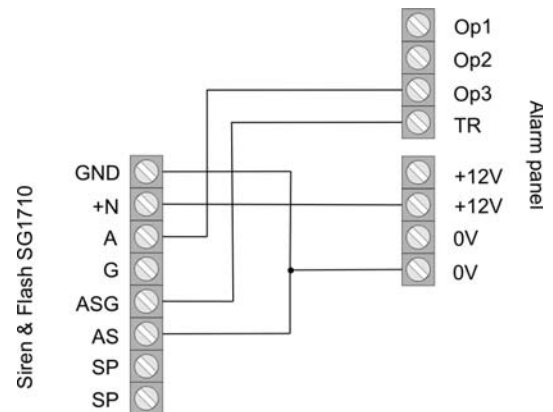 Siren & Flash SG1710
GND
+N
A
G
ASG
AS
SP
SP
Op1
Op2
Op3
TR
+12V
+12V
0V
0V
Alarm panel